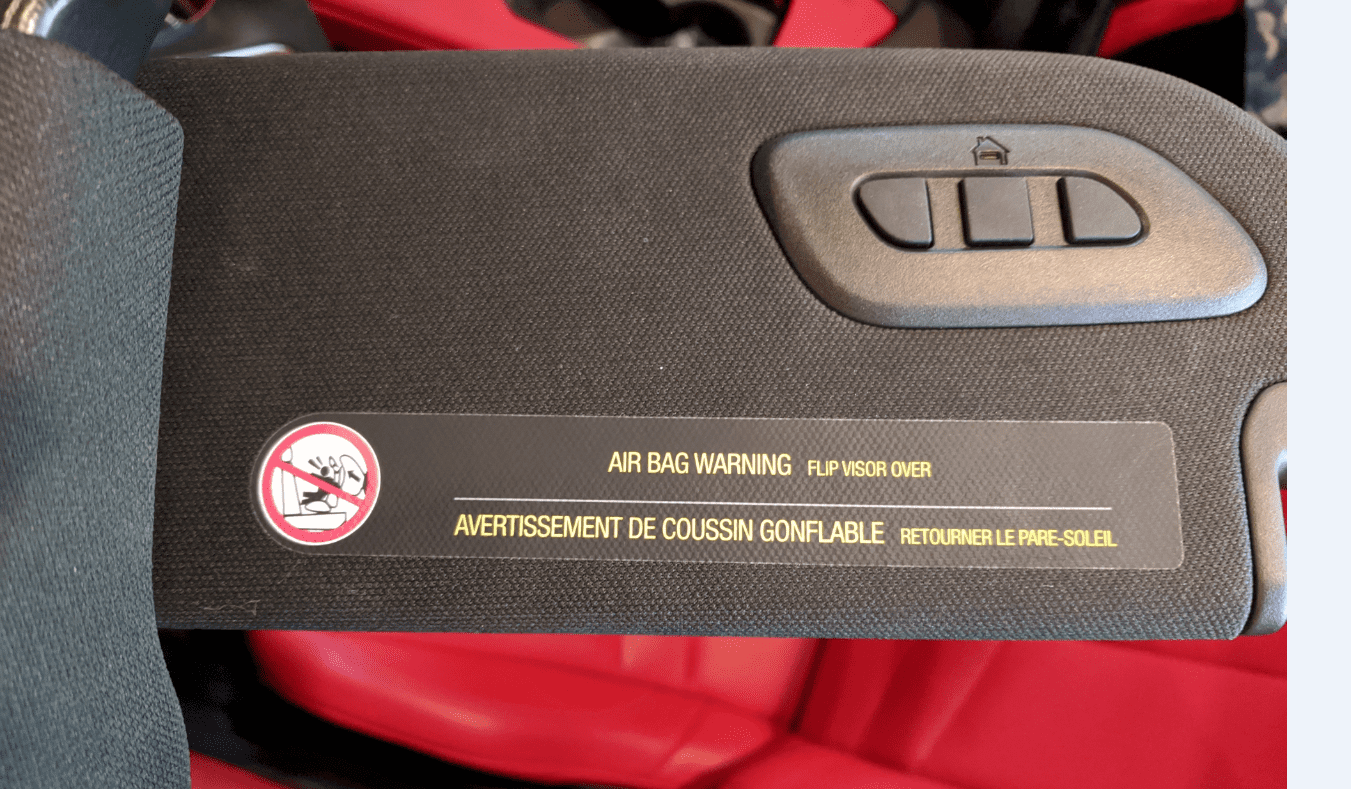 AIR BAG WARNING FLIP VISOR OVER
AVERTISSEMENT DE COUSSIN GONFLABLE RETOURNER LE PARE-SOLEIL